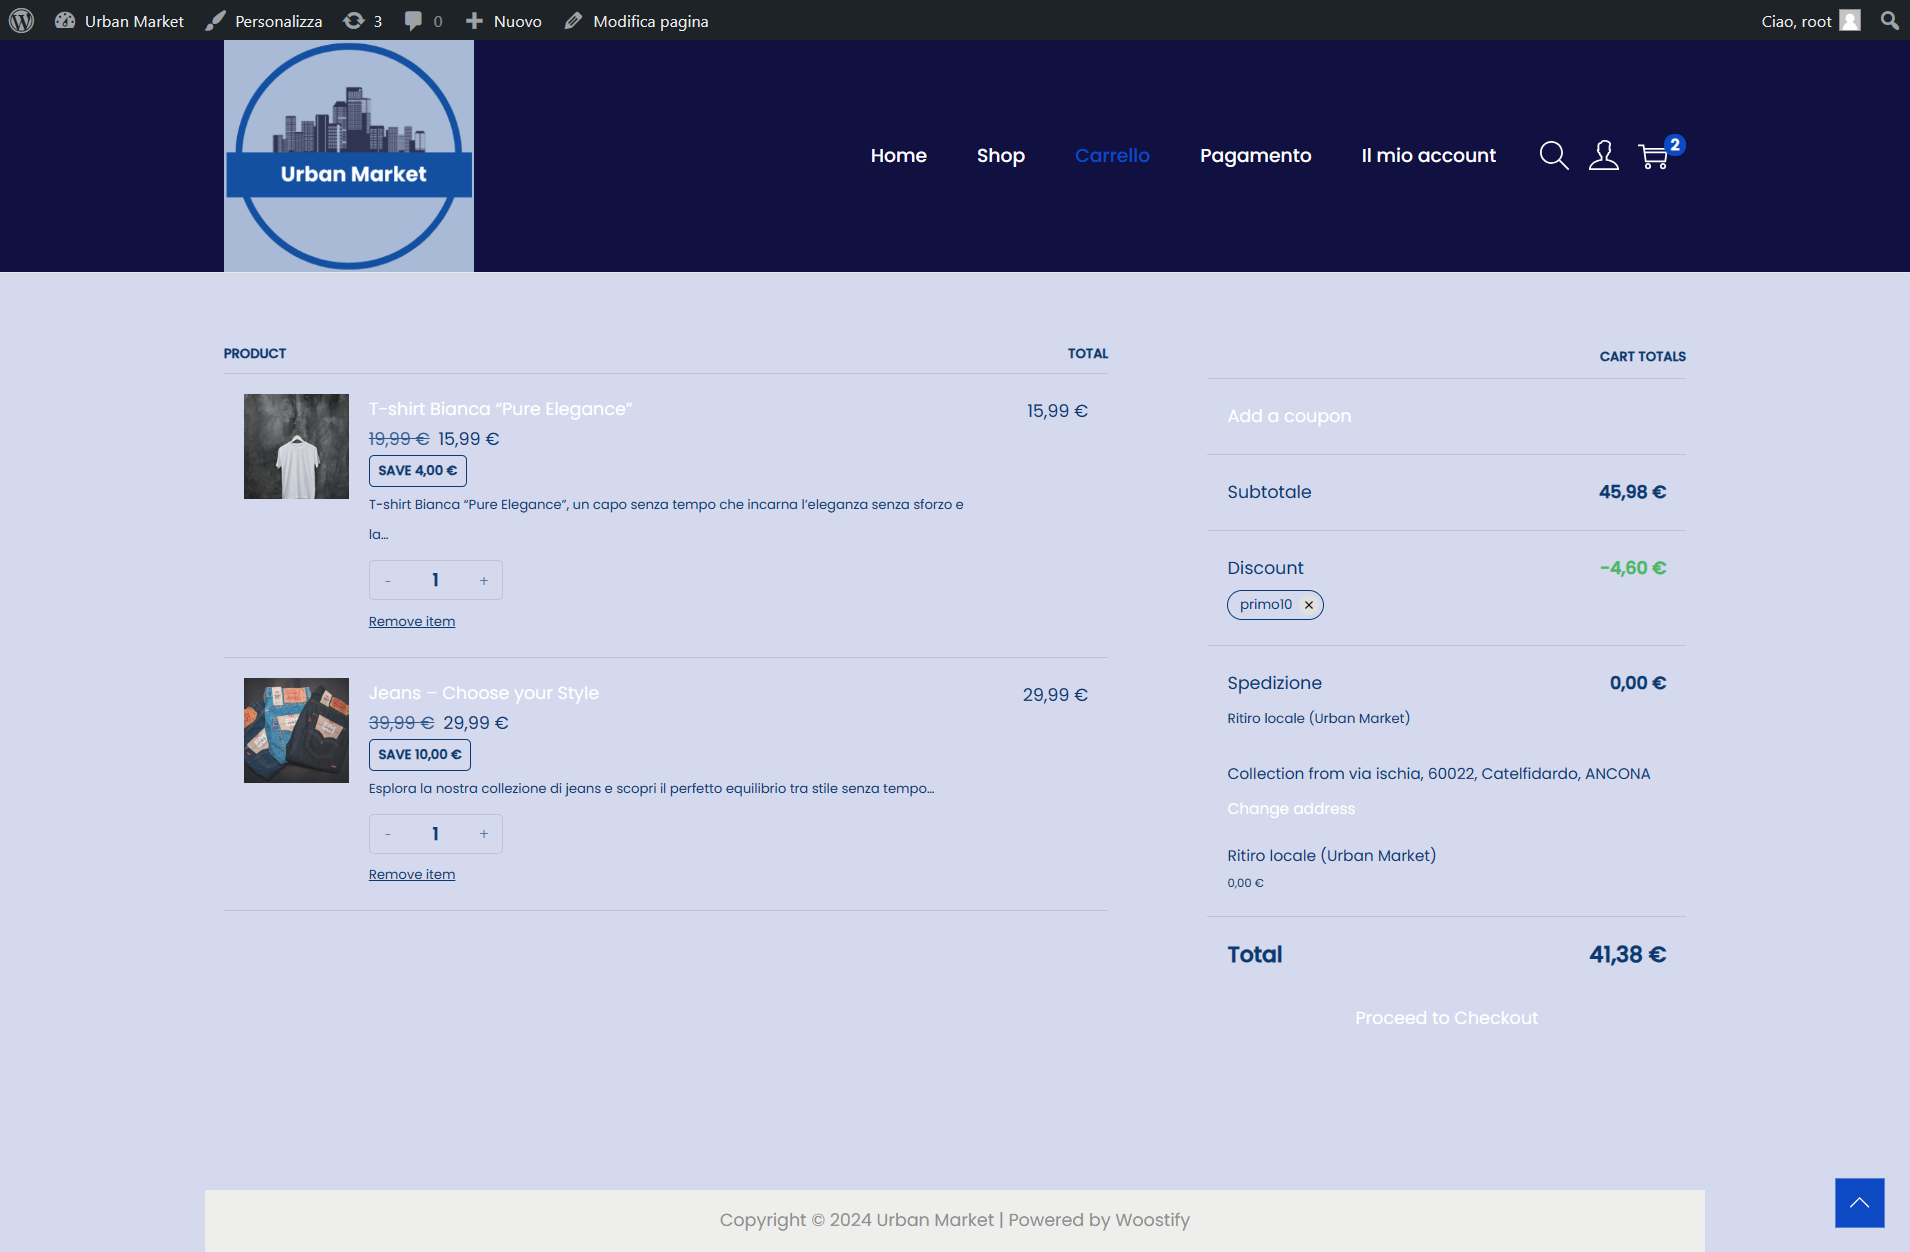 Urban Market
Personalizza
3
0
Nuovo
Modifica pagina
Ciao, root
Urban Market
Home
Shop
Carrello
Pagamento
Il mio account
2
PRODUCT
TOTAL
T-shirt Bianca “Pure Elegance”
15,99 €
19,99 € 15,99 €
SAVE 4,00 €
T-shirt Bianca “Pure Elegance”, un capo senza tempo che incarna l’eleganza senza sforzo e
la…
- 1 +
Remove item
Jeans – Choose your Style
29,99 €
39,99 € 29,99 €
SAVE 10,00 €
Esplora la nostra collezione di jeans e scopri il perfetto equilibrio tra stile senza tempo…
- 1 +
Remove item
CART TOTALS
Add a coupon
Subtotale 45,98 €
Discount -4,60 €
primo10 ×
Spedizione 0,00 €
Ritiro locale (Urban Market)
Collection from via ischia, 60022, Catelfidardo, ANCONA
Change address
Ritiro locale (Urban Market)
0,00 €
Total 41,38 €
Proceed to Checkout
Copyright © 2024 Urban Market | Powered by Woostify